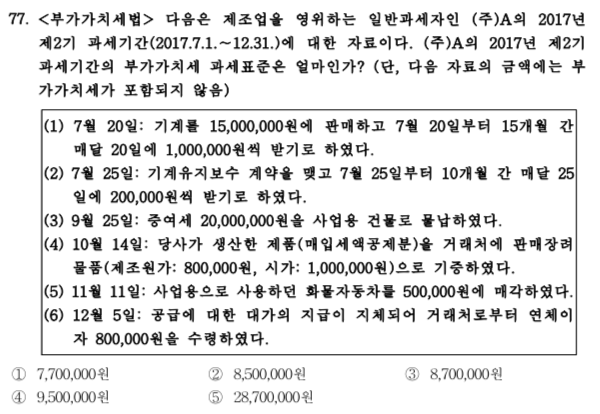 77. <부가가치세법> 다음은 제조업을 영위하는 일반과세자인 (주)A의 2017년
제2기 과세기간(2017.7.1.～12.31.)에 대한 자료이다. (주)A의 2017년 제2기
과세기간의 부가가치세 과세표준은 얼마인가? (단, 다음 자료의 금액에는 부
가가치세가 포함되지 않음)
(1) 7월 20일: 기계를 15,000,000원에 판매하고 7월 20일부터 15개월 간
매달 20일에 1,000,000원씩 받기로 하였다.
(2) 7월 25일: 기계유지보수 계약을 맺고 7월 25일부터 10개월 간 매달 25
일에 200,000원씩 받기로 하였다.
(3) 9월 25일: 증여세 20,000,000원을 사업용 건물로 물납하였다.
(4) 10월 14일: 당사가 생산한 제품(매입세액공제분)을 거래처에 판매장려
물품(제조원가: 800,000원, 시가: 1,000,000원)으로 기증하였다.
(5) 11월 11일: 사업용으로 사용하던 화물자동차를 500,000원에 매각하였다.
(6) 12월 5일: 공급에 대한 대가의 지급이 지체되어 거래처로부터 연체이
자 800,000원을 수령하였다.
① 7,700,000원 ② 8,500,000원 ③ 8,700,000원
④ 9,500,000원 ⑤ 28,700,000원